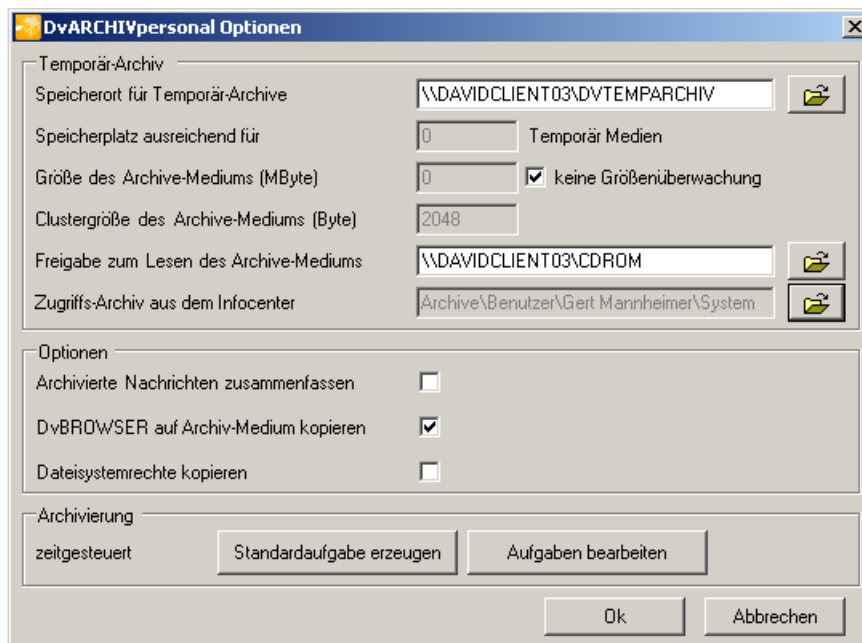 DvARCHIVpersonal Optionen
Temporär-Archiv
Speicherort für Temporär-Archive \\DAVIDCLIENT03\DVTEMPARCHIV
Speicherplatz ausreichend für 0 Temporär Medien
Größe des Archive-Mediums (MByte) 0 keine Größenüberwachung
Clustergröße des Archive-Mediums (Byte) 2048
Freigabe zum Lesen des Archive-Mediums \\DAVIDCLIENT03\CDROM
Zugriffs-Archiv aus dem Infocenter Archive\Benutzer\Gert Mannheimer\System
Optionen
Archivierte Nachrichten zusammenfassen
DvBROWSER auf Archiv-Medium kopieren
Dateisystemrechte kopieren
Archivierung
zeitgesteuert Standardaufgabe erzeugen Aufgaben bearbeiten
Ok Abbrechen